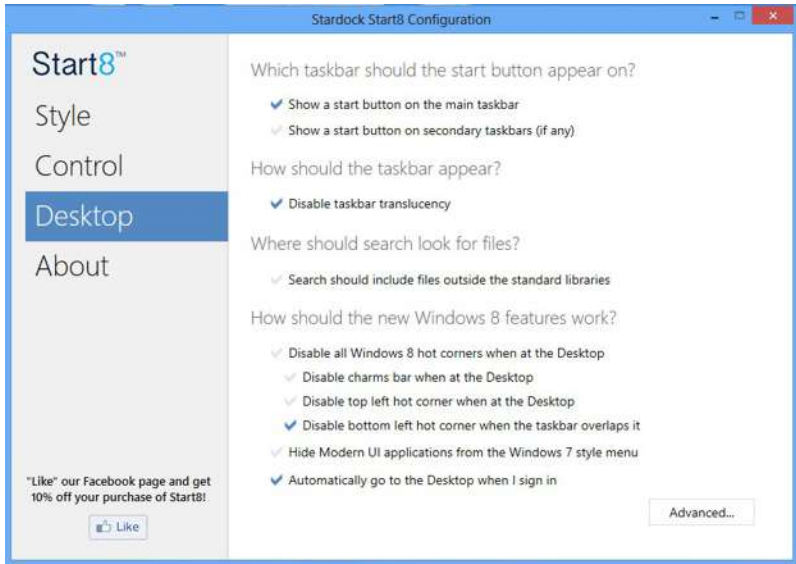 Stardock Start8 Configuration
Start8™
Style
Control
Desktop
About
"Like" our Facebook page and get
10% off your purchase of Start8!
Like
Which taskbar should the start button appear on?
Show a start button on the main taskbar
Show a start button on secondary taskbars (if any)
How should the taskbar appear?
Disable taskbar translucency
Where should search look for files?
Search should include files outside the standard libraries
How should the new Windows 8 features work?
Disable all Windows 8 hot corners when at the Desktop
Disable charms bar when at the Desktop
Disable top left hot corner when at the Desktop
Disable bottom left hot corner when the taskbar overlaps it
Hide Modern UI applications from the Windows 7 style menu
Automatically go to the Desktop when I sign in
Advanced...